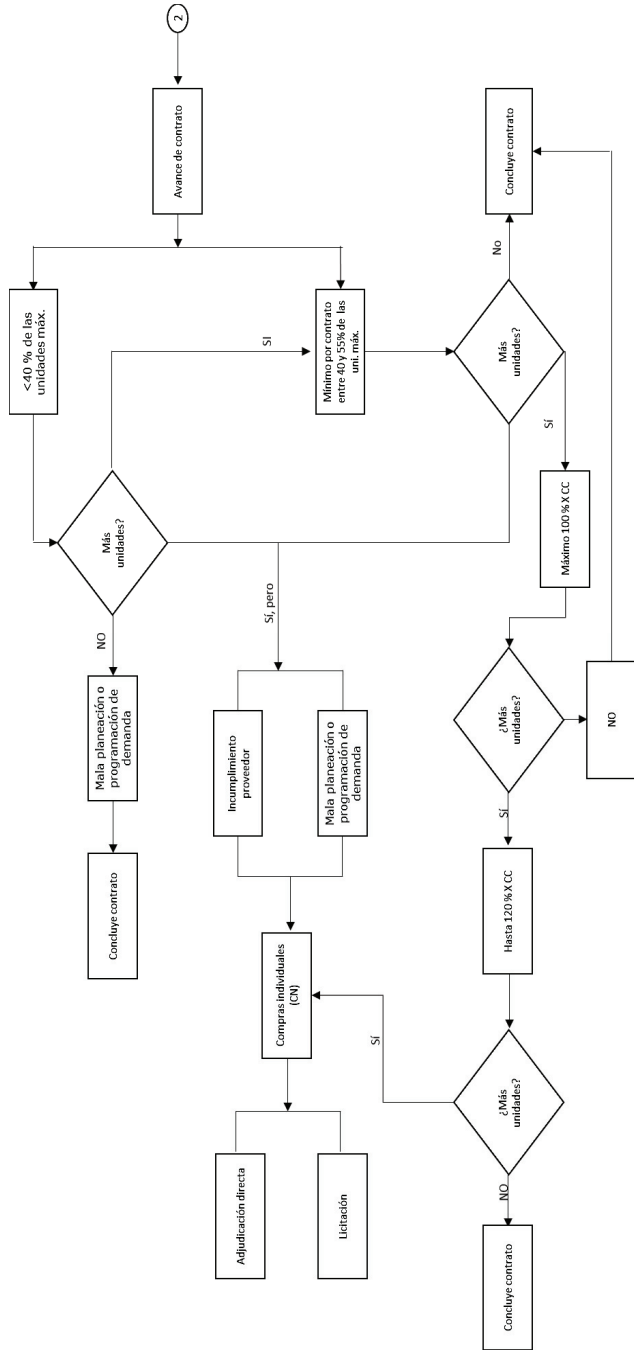 2
Avance de contrato
<40 % de las
unidades máx.
Mínimo por contrato
entre 40 y 55% de las
uni. máx.
Más
unidades?
SI
NO
Mala planeación o
programación de
demanda
Concluye contrato
Sí, pero
Incumplimiento
proveedor
Mala planeación o
programación de
demanda
Compras individuales
(CN)
Adjudicación directa
Licitación
Más
unidades?
No
Concluye contrato
Sí
Máximo 100 % X CC
¿Más
unidades?
NO
Sí
Hasta 120 % X CC
¿Más
unidades?
Sí
NO
Concluye contrato